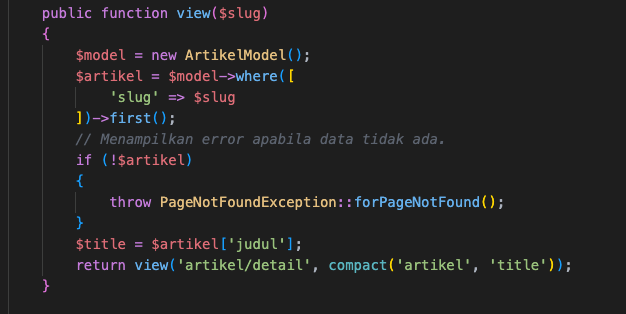 public function view($slug)
{
    $model = new ArtikelModel();
    $artikel = $model->where([
        'slug' => $slug
    ])->first();
    // Menampilkan error apabila data tidak ada.
    if (!$artikel)
    {
        throw PageNotFoundException::forPageNotFound();
    }
    $title = $artikel['judul'];
    return view('artikel/detail', compact('artikel', 'title'));
}